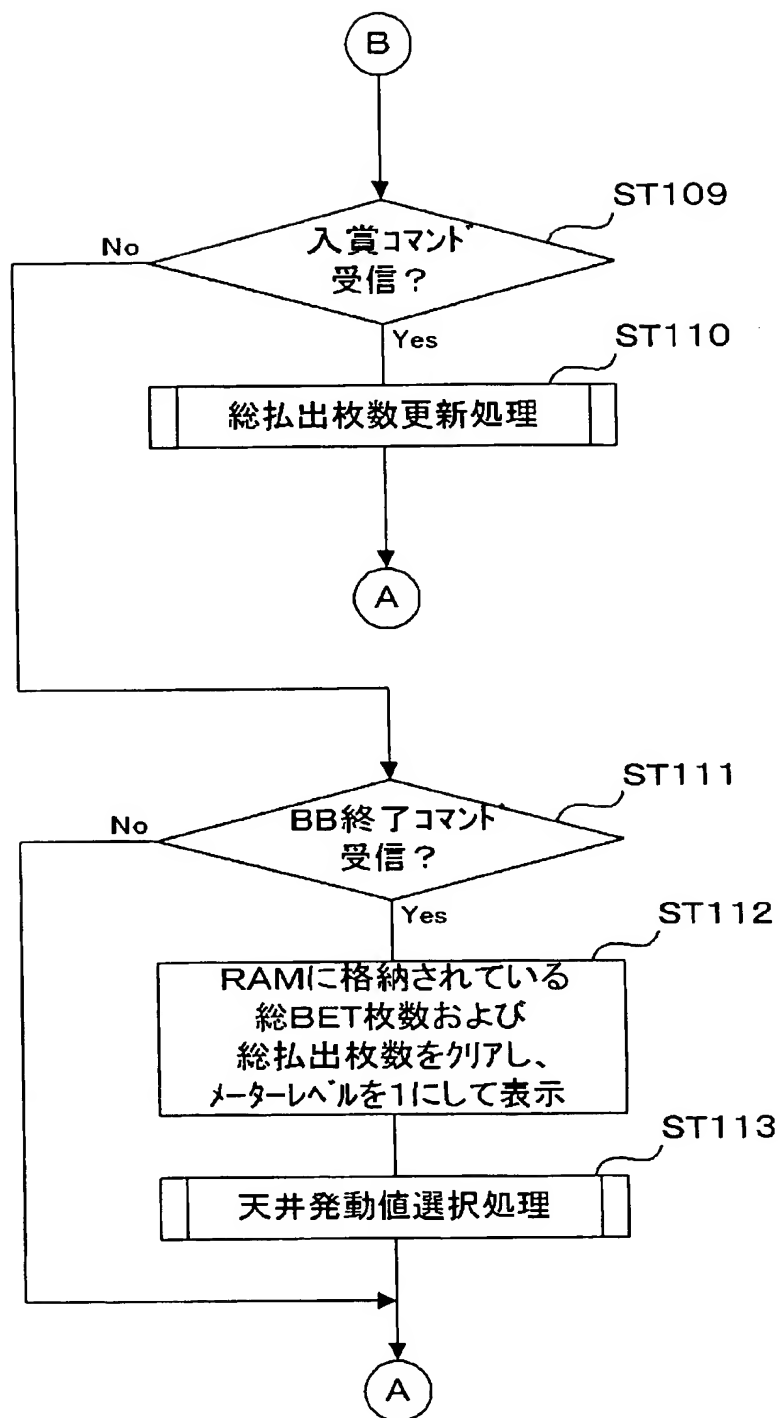 B
ST109
No
入賞コマンド
受信？
Yes
ST110
総払出枚数更新処理
A
ST111
No
BB終了コマンド
受信？
Yes
ST112
RAMに格納されている
総BET枚数および
総払出枚数をクリアし、
メーターレベルを1にして表示
ST113
天井発動値選択処理
A